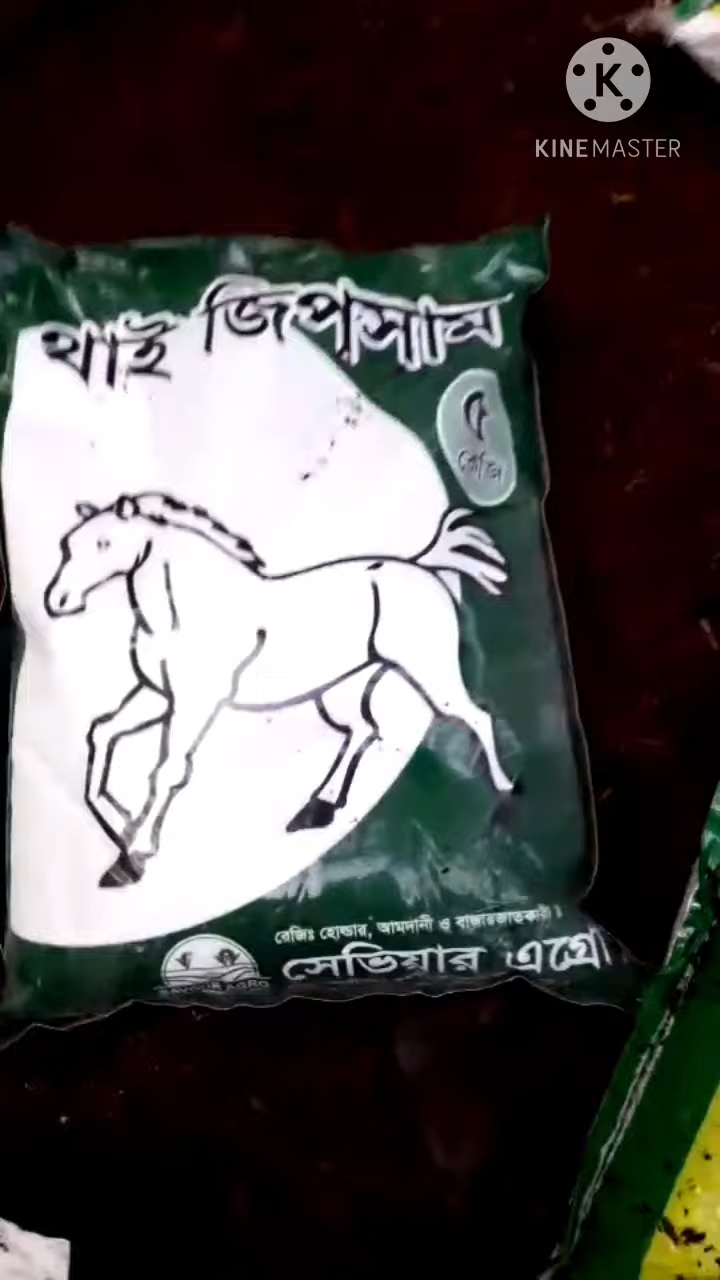 KINEMASTER
থাই জিপসাম
৫
কেজি
রেজিঃ হোল্ডার, আমদানী ও বাজারজাতকারীঃ
সেভিয়ার এগ্রো